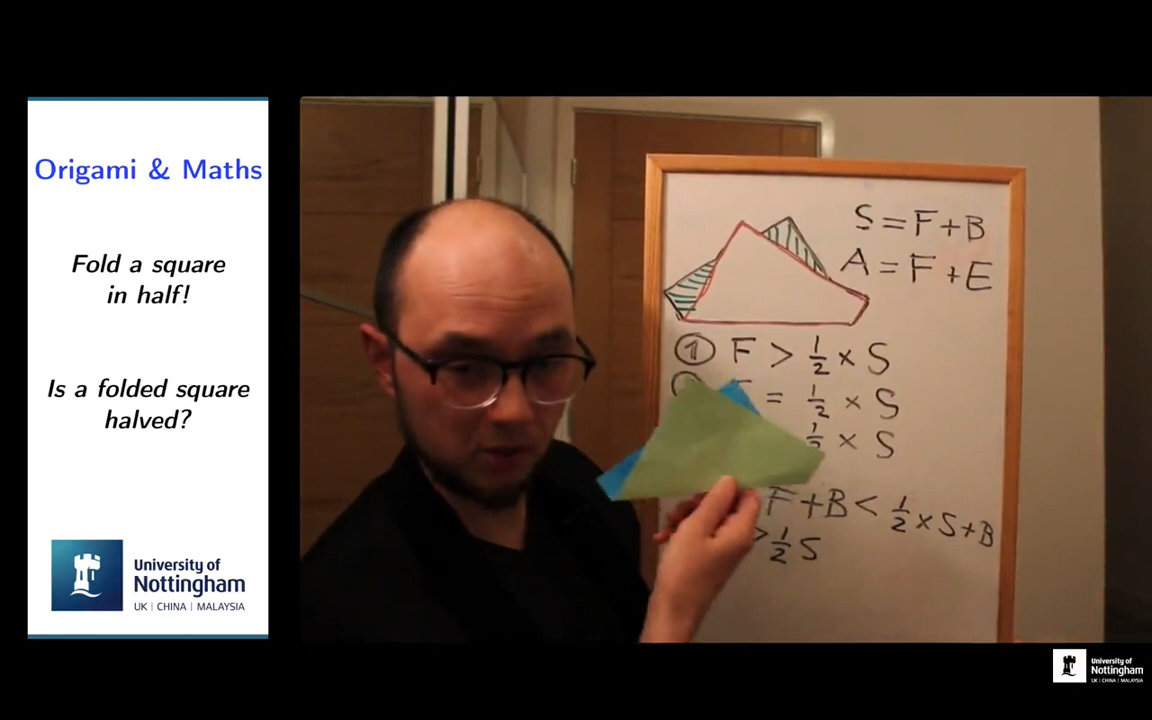 Origami & Maths
Fold a square
in half!
Is a folded square
halved?
University of
Nottingham
UK | CHINA | MALAYSIA
S = F + B
A = F + E
① F > ½ × S
= ½ × S
½ × S
F + B < ½ × S + B
> ½ S
University of
Nottingham
UK | CHINA | MALAYSIA